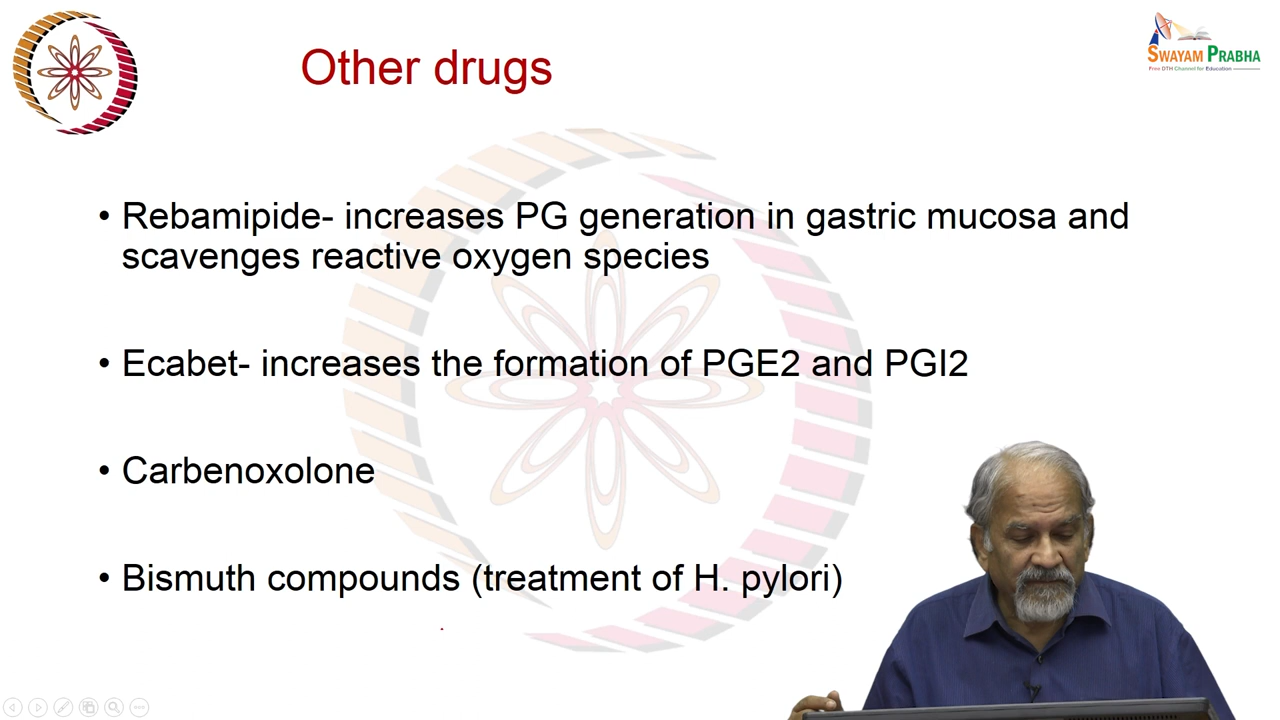 Other drugs
SWAYAM PRABHA
Free DTH Channel for Education
• Rebamipide- increases PG generation in gastric mucosa and
scavenges reactive oxygen species
• Ecabet- increases the formation of PGE2 and PGI2
• Carbenoxolone
• Bismuth compounds (treatment of H. pylori)